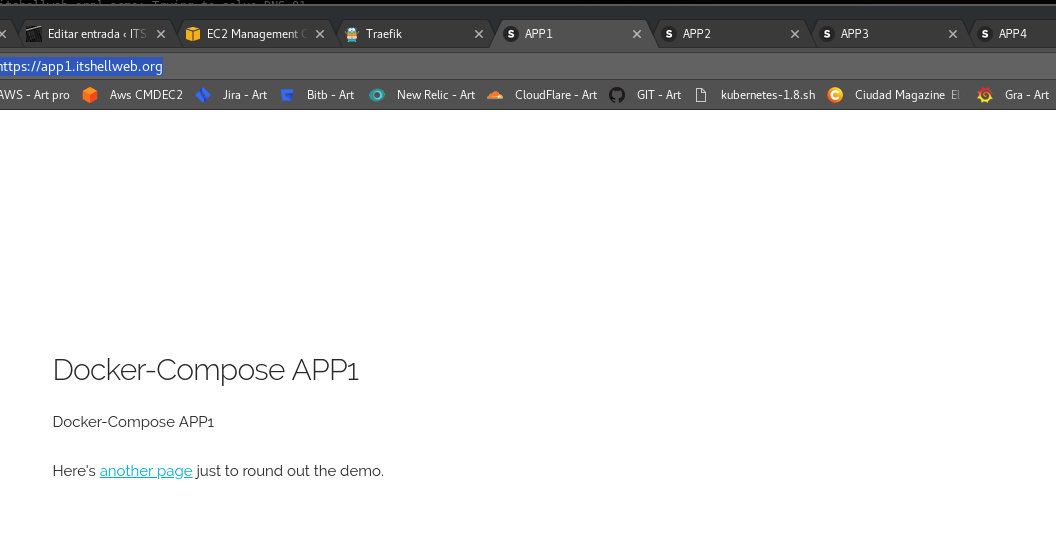 Editar entrada ‹ ITS
EC2 Management C
Traefik
APP1
APP2
APP3
APP4
https://app1.itshellweb.org
AWS - Art pro
Aws CMDEC2
Jira - Art
Bitb - Art
New Relic - Art
CloudFlare - Art
GIT - Art
kubernetes-1.8.sh
Ciudad Magazine El
Gra - Art
Docker-Compose APP1
Docker-Compose APP1
Here's another page just to round out the demo.